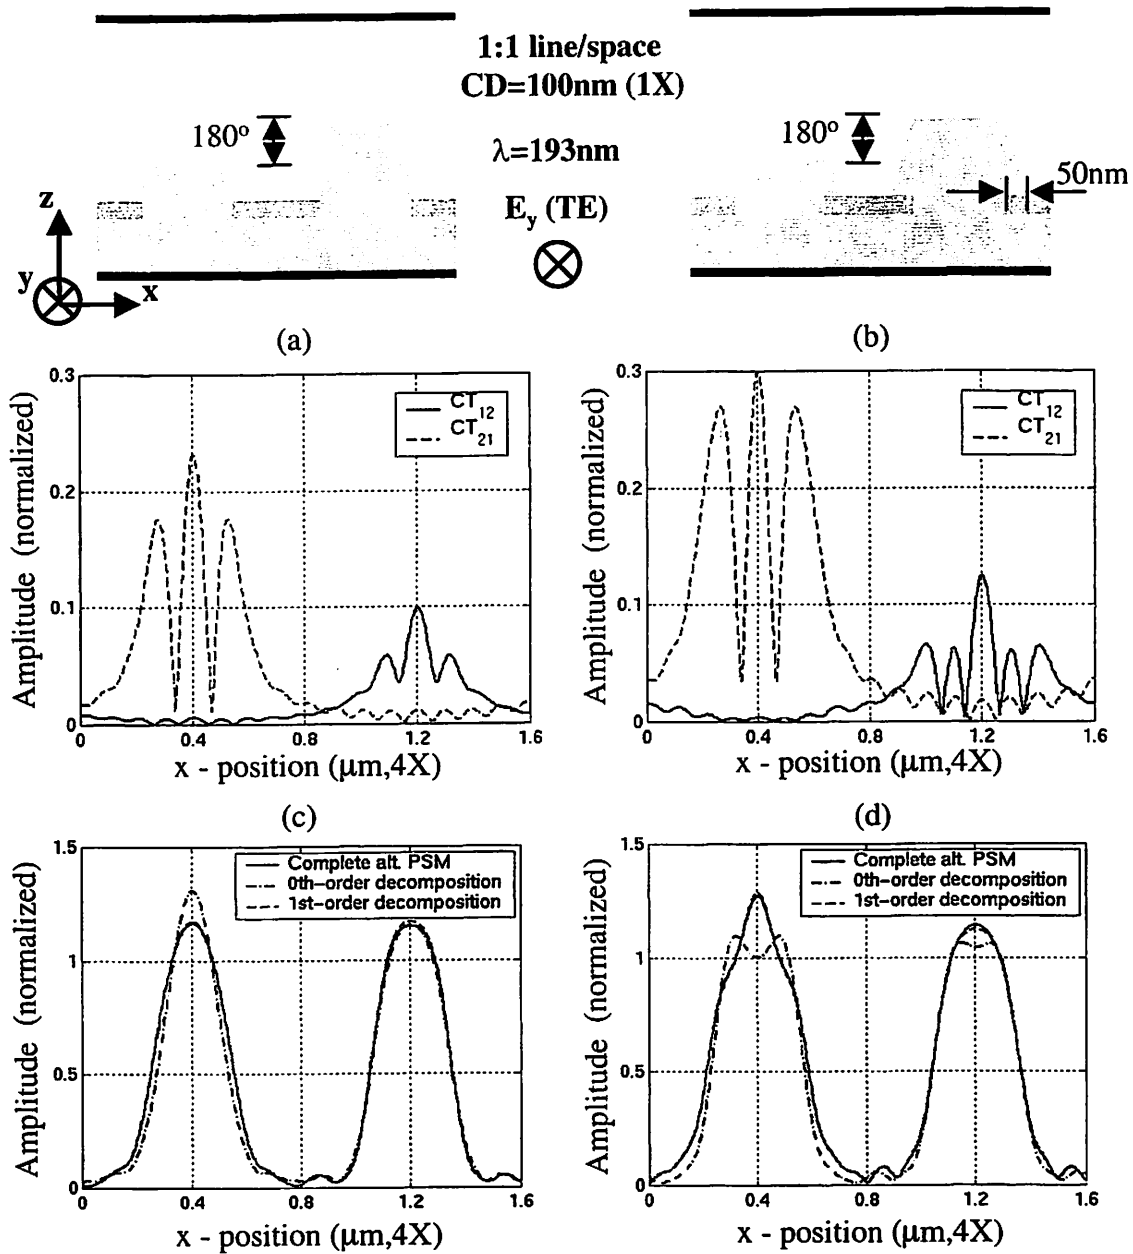 1:1 line/space
CD=100nm (1X)
180°
λ=193nm
E_y (TE)
z
y
x
180°
50nm
(a)
(b)
Amplitude (normalized)
0.3
0.2
0.1
0
0
0.4
0.8
1.2
1.6
CT_12
CT_21
x - position (μm,4X)
Amplitude (normalized)
0.3
0.2
0.1
0
0
0.4
0.8
1.2
1.6
CT_12
CT_21
x - position (μm,4X)
(c)
(d)
Amplitude (normalized)
1.5
1
0.5
0
0
0.4
0.8
1.2
1.6
Complete alt. PSM
0th-order decomposition
1st-order decomposition
x - position (μm,4X)
Amplitude (normalized)
1.5
1
0.5
0
0
0.4
0.8
1.2
1.6
Complete alt. PSM
0th-order decomposition
1st-order decomposition
x - position (μm,4X)